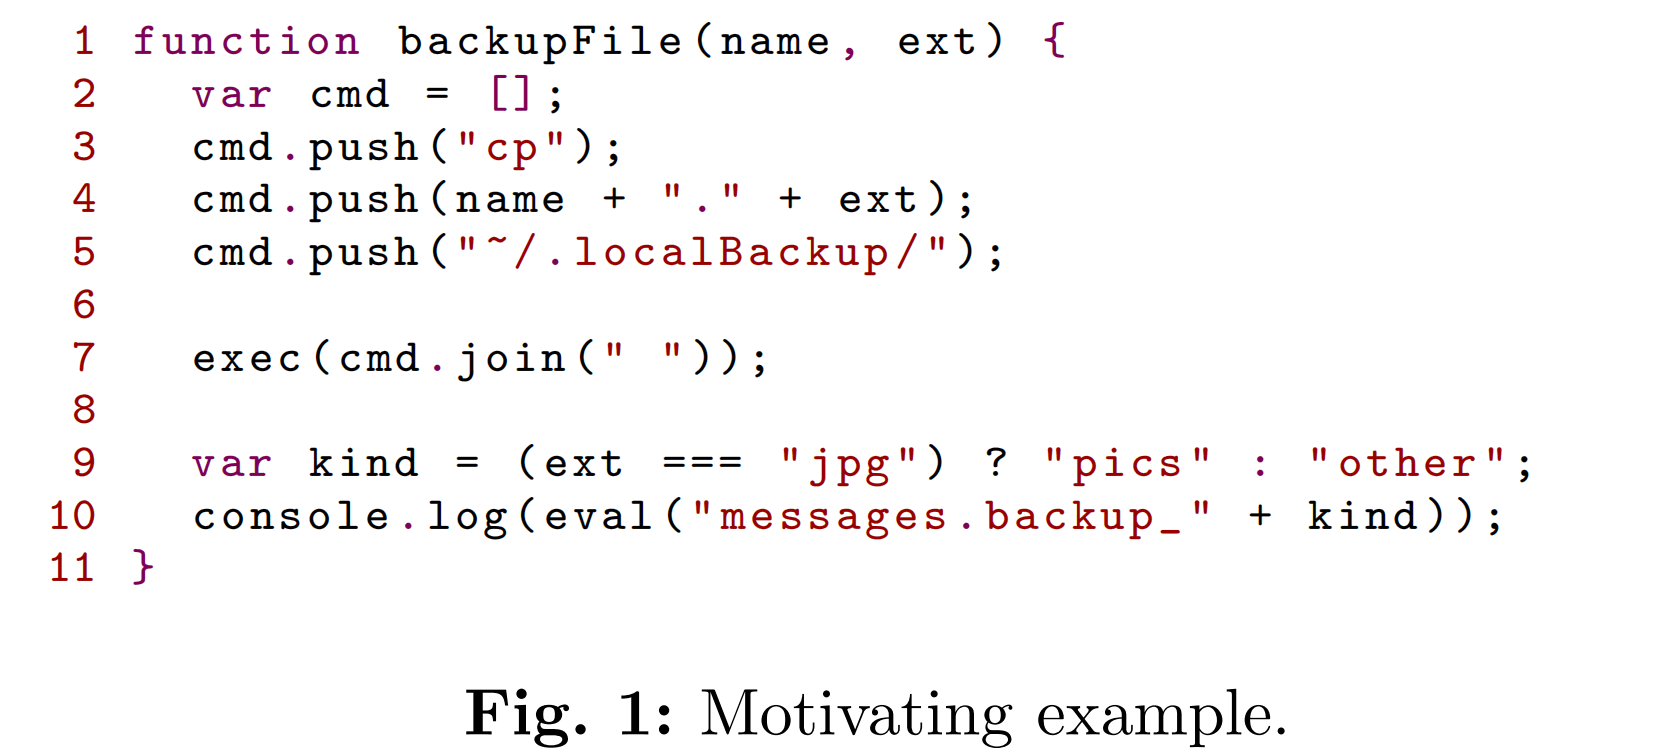 1 function backupFile(name, ext) {
2   var cmd = [];
3   cmd.push("cp");
4   cmd.push(name + "." + ext);
5   cmd.push("~/.localBackup/");
6
7   exec(cmd.join(" "));
8
9   var kind = (ext === "jpg") ? "pics" : "other";
10   console.log(eval("messages.backup_" + kind));
11 }
Fig. 1: Motivating example.